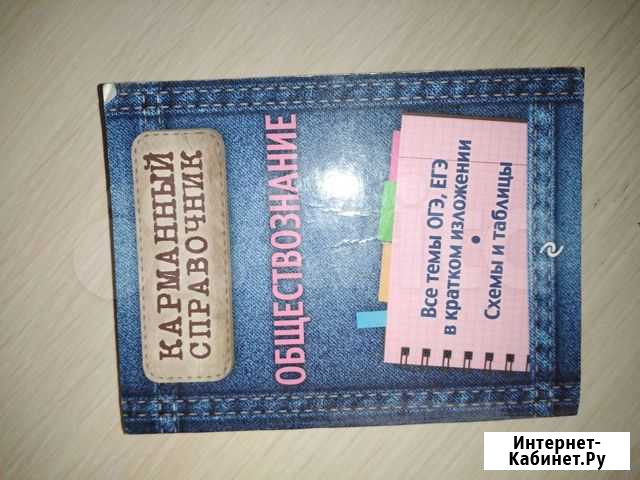 КАРМАННЫЙ
СПРАВОЧНИК
ОБЩЕСТВОЗНАНИЕ
Все темы ОГЭ, ЕГЭ
в кратком изложении
•
Схемы и таблицы
Интернет-
Кабинет.Ру